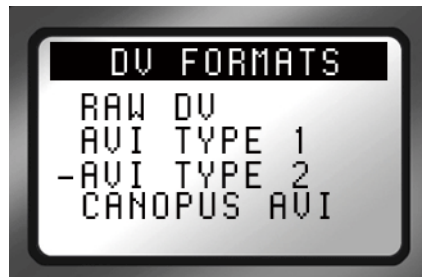 DV FORMATS
RAW DV
AVI TYPE 1
-AVI TYPE 2
CANOPUS AVI